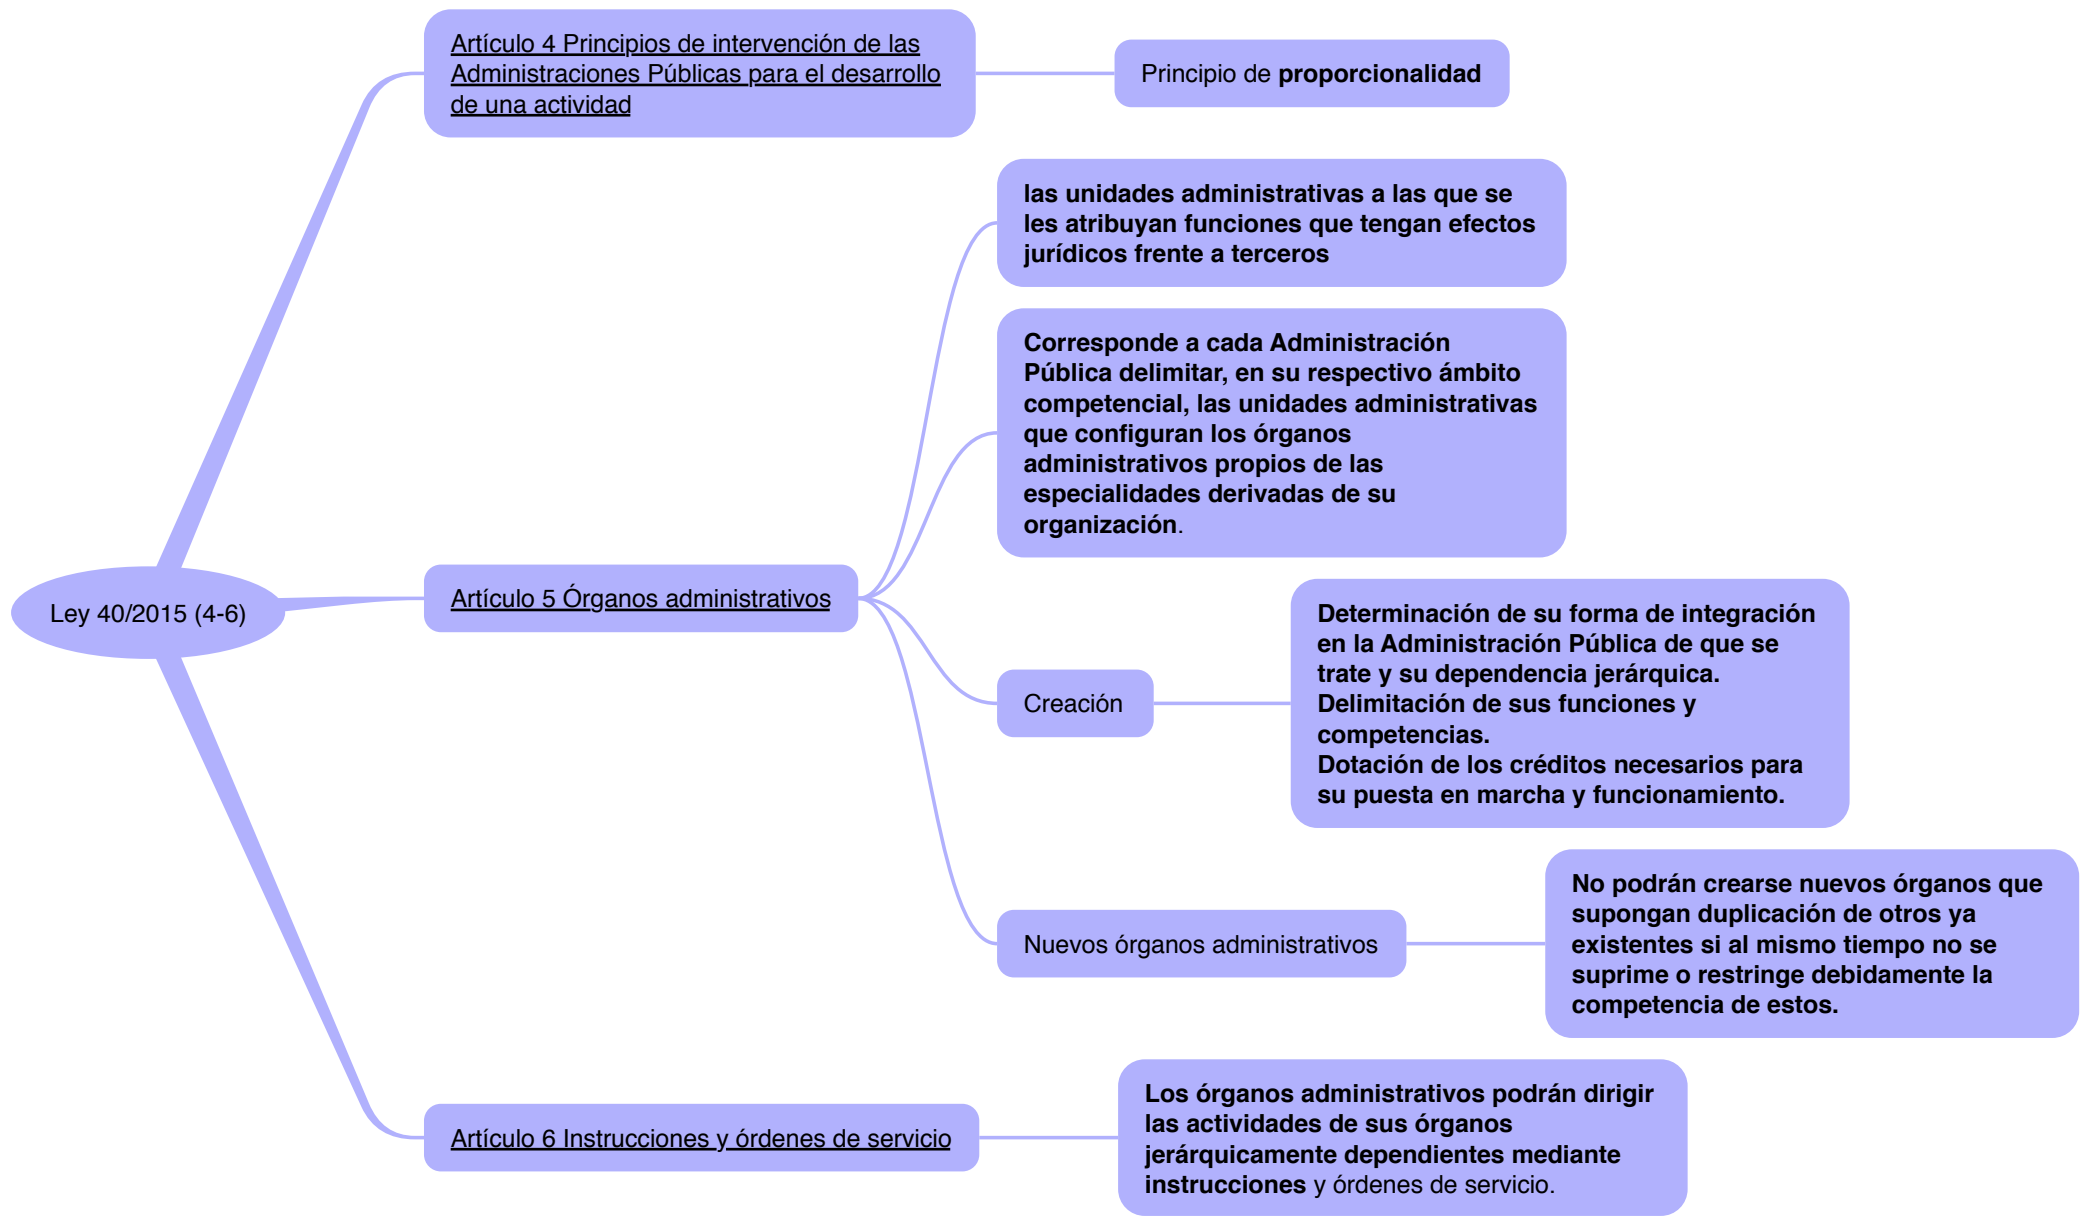 Artículo 4 Principios de intervención de las
Administraciones Públicas para el desarrollo
de una actividad
Principio de proporcionalidad
las unidades administrativas a las que se
les atribuyan funciones que tengan efectos
jurídicos frente a terceros
Corresponde a cada Administración
Pública delimitar, en su respectivo ámbito
competencial, las unidades administrativas
que configuran los órganos
administrativos propios de las
especialidades derivadas de su
organización.
Ley 40/2015 (4-6)
Artículo 5 Órganos administrativos
Creación
Determinación de su forma de integración
en la Administración Pública de que se
trate y su dependencia jerárquica.
Delimitación de sus funciones y
competencias.
Dotación de los créditos necesarios para
su puesta en marcha y funcionamiento.
Nuevos órganos administrativos
No podrán crearse nuevos órganos que
supongan duplicación de otros ya
existentes si al mismo tiempo no se
suprime o restringe debidamente la
competencia de estos.
Artículo 6 Instrucciones y órdenes de servicio
Los órganos administrativos podrán dirigir
las actividades de sus órganos
jerárquicamente dependientes mediante
instrucciones y órdenes de servicio.